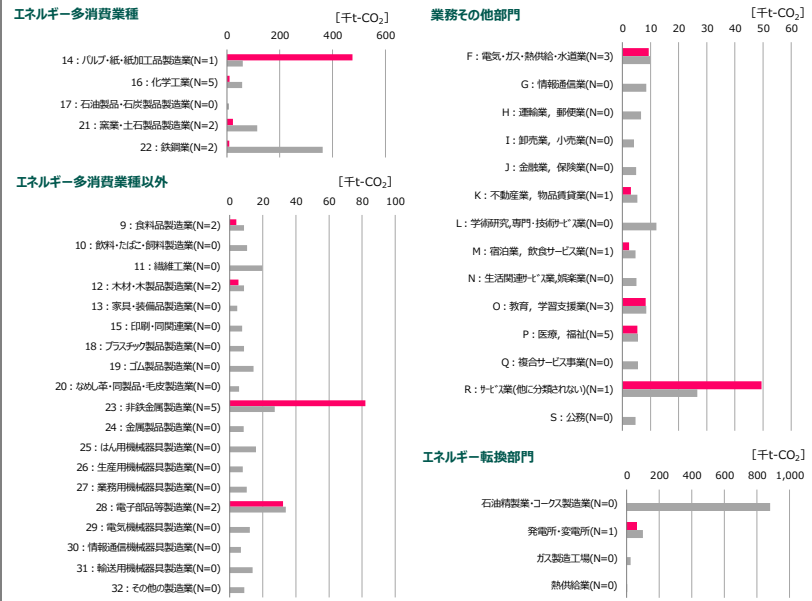 エネルギー多消費業種
[千t-CO₂]
0 200 400 600
14：パルプ・紙・紙加工品製造業(N=1)
16：化学工業(N=5)
17：石油製品・石炭製品製造業(N=0)
21：窯業・土石製品製造業(N=2)
22：鉄鋼業(N=2)
エネルギー多消費業種以外
[千t-CO₂]
0 20 40 60 80 100
9：食料品製造業(N=2)
10：飲料・たばこ・飼料製造業(N=0)
11：繊維工業(N=0)
12：木材・木製品製造業(N=2)
13：家具・装備品製造業(N=0)
15：印刷・同関連業(N=0)
18：プラスチック製品製造業(N=0)
19：ゴム製品製造業(N=0)
20：なめし革・同製品・毛皮製造業(N=0)
23：非鉄金属製造業(N=5)
24：金属製品製造業(N=0)
25：はん用機械器具製造業(N=0)
26：生産用機械器具製造業(N=0)
27：業務用機械器具製造業(N=0)
28：電子部品等製造業(N=2)
29：電気機械器具製造業(N=0)
30：情報通信機械器具製造業(N=0)
31：輸送用機械器具製造業(N=0)
32：その他の製造業(N=0)
業務その他部門
[千t-CO₂]
0 10 20 30 40 50 60
F：電気・ガス・熱供給・水道業(N=3)
G：情報通信業(N=0)
H：運輸業，郵便業(N=0)
I：卸売業，小売業(N=0)
J：金融業，保険業(N=0)
K：不動産業，物品賃貸業(N=1)
L：学術研究,専門・技術ｻｰﾋﾞｽ業(N=0)
M：宿泊業，飲食サービス業(N=1)
N：生活関連ｻｰﾋﾞｽ業,娯楽業(N=0)
O：教育，学習支援業(N=3)
P：医療，福祉(N=5)
Q：複合サービス事業(N=0)
R：ｻｰﾋﾞｽ業(他に分類されない)(N=1)
S：公務(N=0)
エネルギー転換部門
[千t-CO₂]
0 200 400 600 800 1,000
石油精製業・コークス製造業(N=0)
発電所・変電所(N=1)
ガス製造工場(N=0)
熱供給業(N=0)